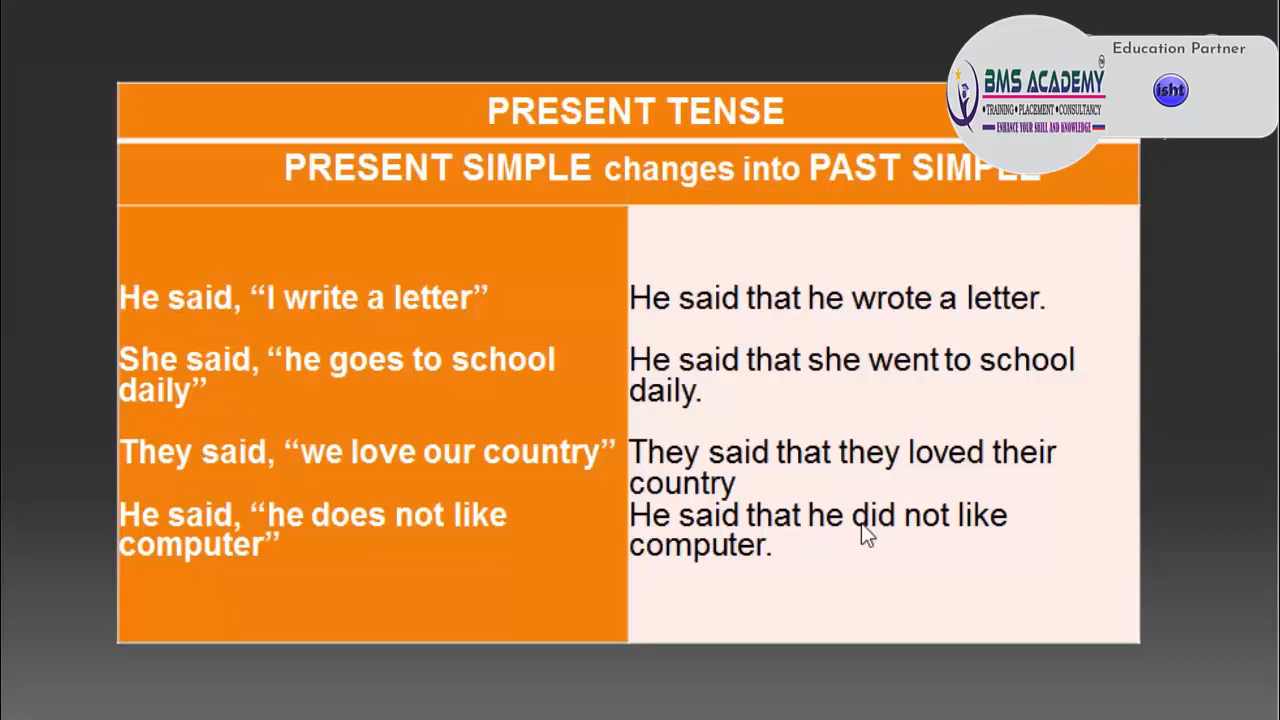 Education Partner
BMS ACADEMY
•TRAINING •PLACEMENT •CONSULTANCY
ENHANCE YOUR SKILL AND KNOWLEDGE
isht
PRESENT TENSE
PRESENT SIMPLE changes into PAST SIMPLE
He said, “I write a letter”
She said, “he goes to school
daily”
They said, “we love our country”
He said, “he does not like
computer”
He said that he wrote a letter.
He said that she went to school
daily.
They said that they loved their
country
He said that he did not like
computer.